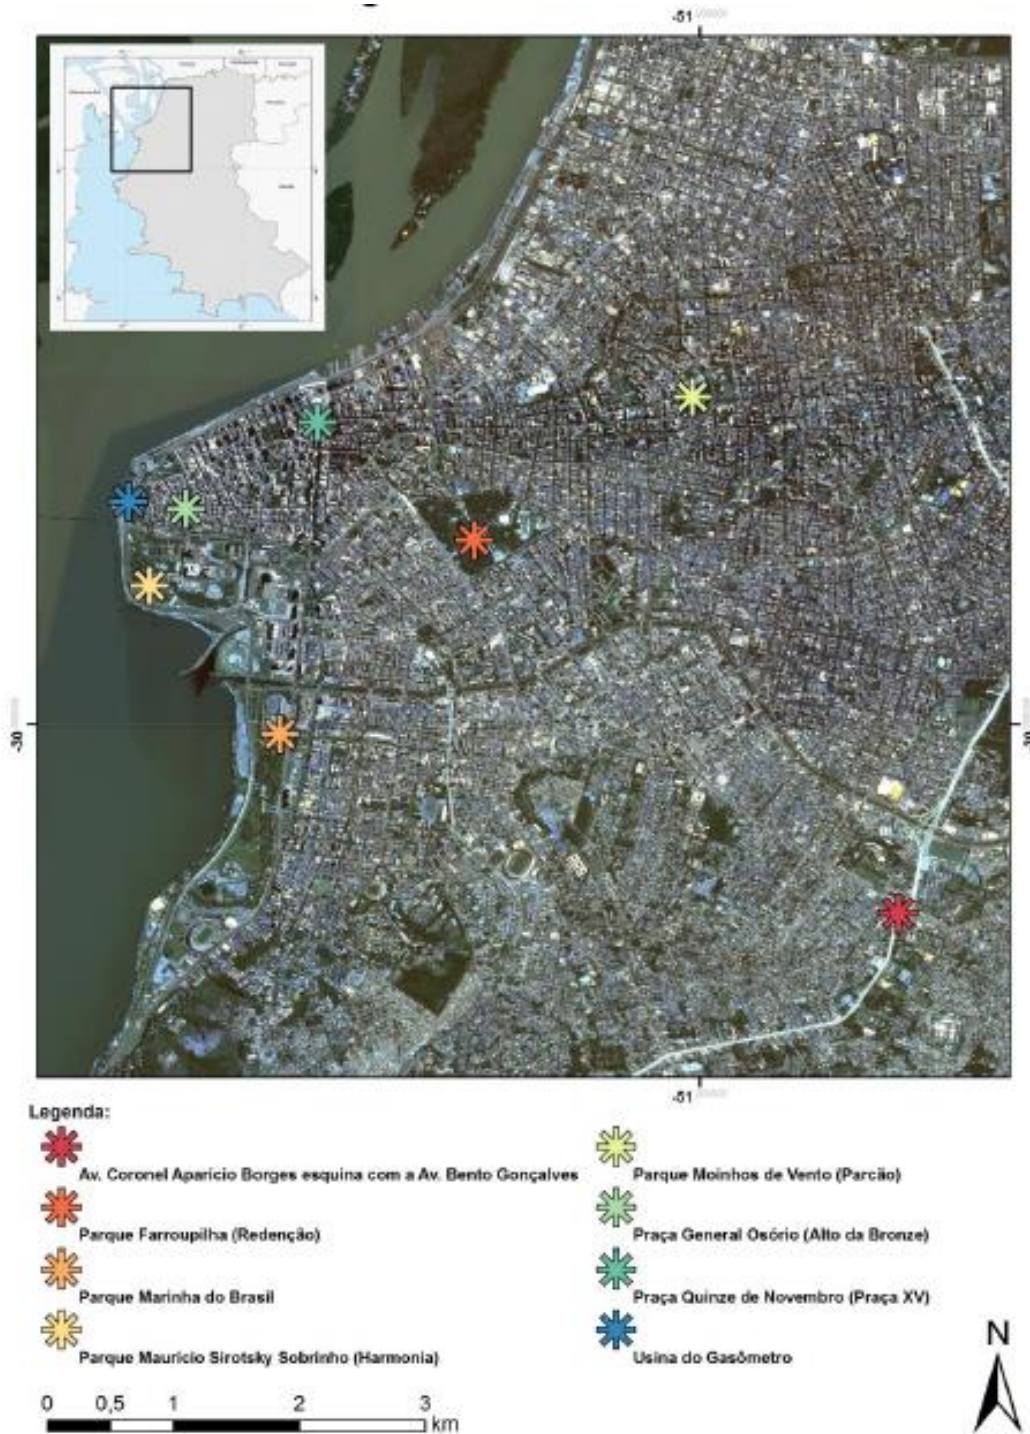 -51
-30
-30
-51
Legenda:
Av. Coronel Aparício Borges esquina com a Av. Bento Gonçalves
Parque Farroupilha (Redenção)
Parque Marinha do Brasil
Parque Maurício Sirotsky Sobrinho (Harmonia)
Parque Moinhos de Vento (Parcão)
Praça General Osório (Alto da Bronze)
Praça Quinze de Novembro (Praça XV)
Usina do Gasômetro
0 0,5 1 2 3
km
N